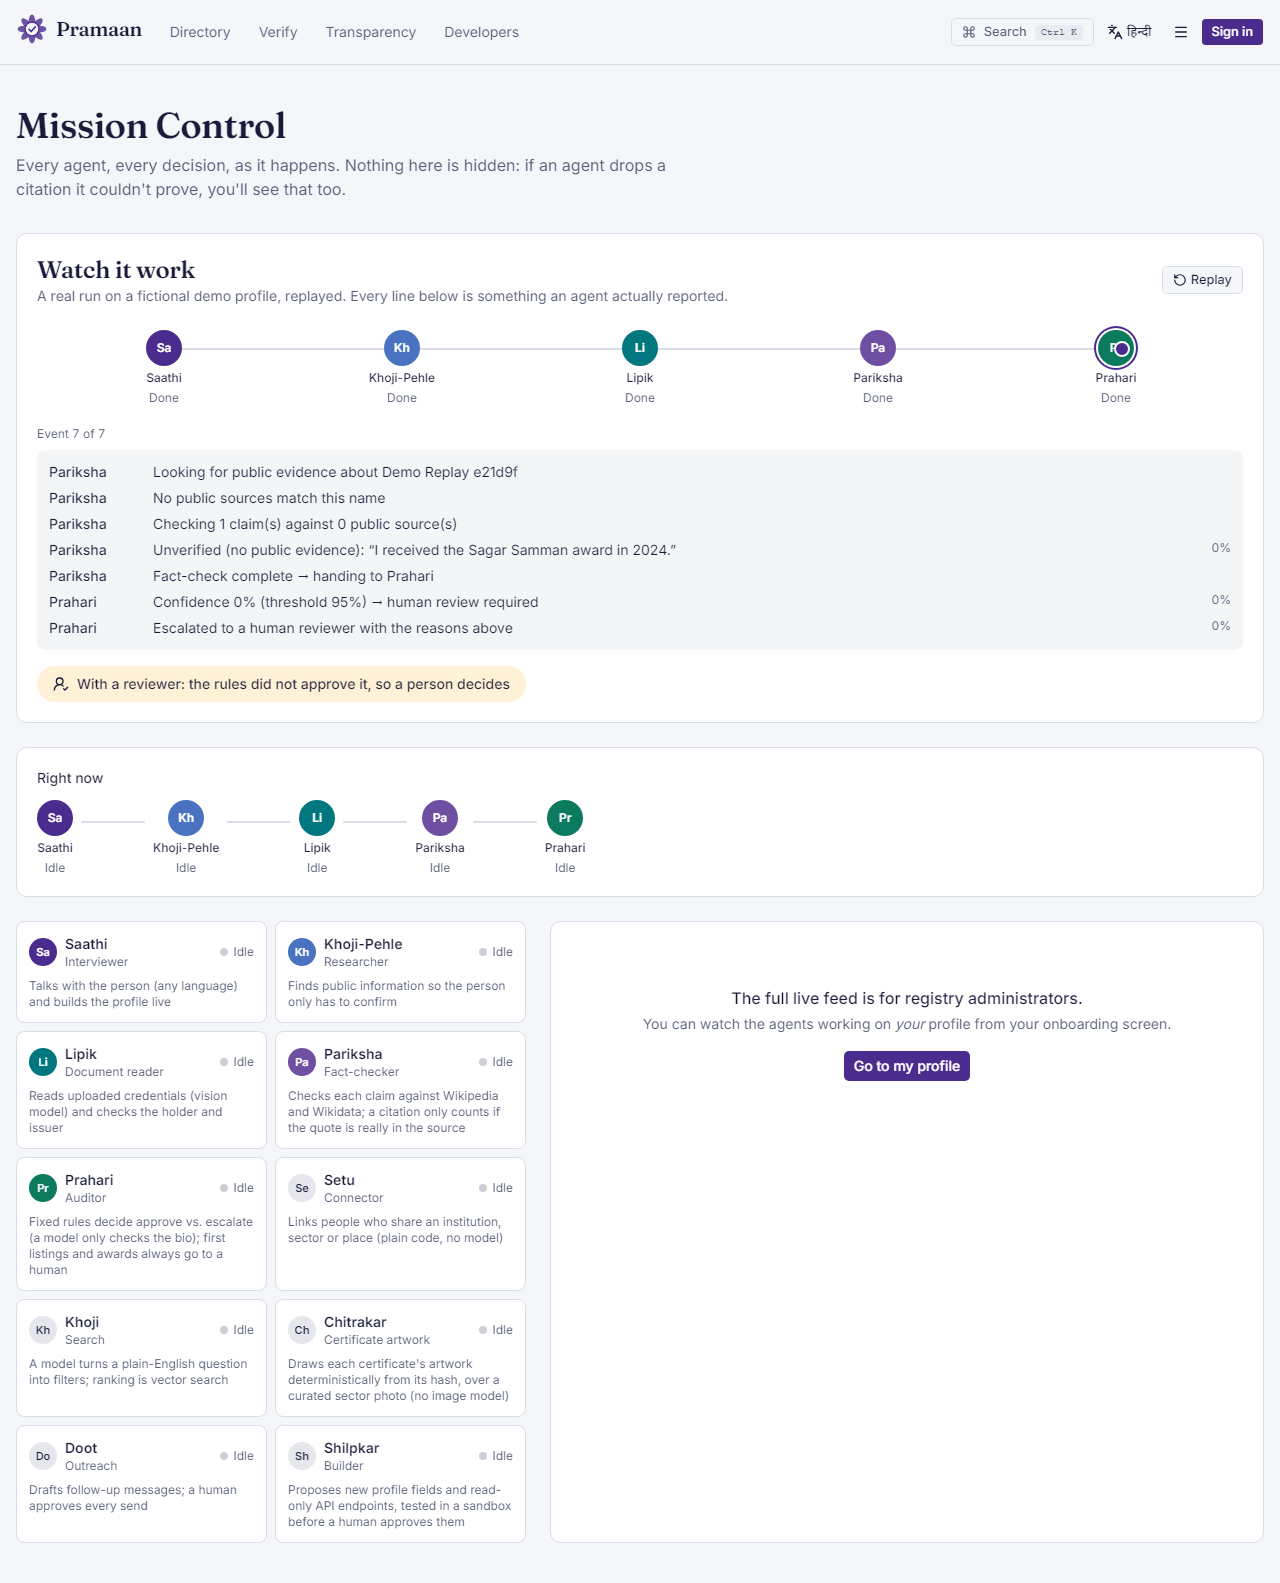 Pramaan
Directory
Verify
Transparency
Developers
Search
Ctrl K
हिन्दी
Sign in
Mission Control
Every agent, every decision, as it happens. Nothing here is hidden: if an agent drops a
citation it couldn't prove, you'll see that too.
Watch it work
A real run on a fictional demo profile, replayed. Every line below is something an agent actually reported.
Replay
Sa
Saathi
Done
Kh
Khoji-Pehle
Done
Li
Lipik
Done
Pa
Pariksha
Done
Prahari
Done
Event 7 of 7
Pariksha Looking for public evidence about Demo Replay e21d9f
Pariksha No public sources match this name
Pariksha Checking 1 claim(s) against 0 public source(s)
Pariksha Unverified (no public evidence): “I received the Sagar Samman award in 2024.” 0%
Pariksha Fact-check complete → handing to Prahari
Prahari Confidence 0% (threshold 95%) → human review required 0%
Prahari Escalated to a human reviewer with the reasons above 0%
With a reviewer: the rules did not approve it, so a person decides
Right now
Sa
Saathi
Idle
Kh
Khoji-Pehle
Idle
Li
Lipik
Idle
Pa
Pariksha
Idle
Pr
Prahari
Idle
Sa
Saathi
Interviewer
Idle
Talks with the person (any language)
and builds the profile live
Kh
Khoji-Pehle
Researcher
Idle
Finds public information so the person
only has to confirm
Li
Lipik
Document reader
Idle
Reads uploaded credentials (vision
model) and checks the holder and
issuer
Pa
Pariksha
Fact-checker
Idle
Checks each claim against Wikipedia
and Wikidata; a citation only counts if
the quote is really in the source
Pr
Prahari
Auditor
Idle
Fixed rules decide approve vs. escalate
(a model only checks the bio); first
listings and awards always go to a
human
Se
Setu
Connector
Idle
Links people who share an institution,
sector or place (plain code, no model)
Kh
Khoji
Search
Idle
A model turns a plain-English question
into filters; ranking is vector search
Ch
Chitrakar
Certificate artwork
Idle
Draws each certificate's artwork
deterministically from its hash, over a
curated sector photo (no image model)
Do
Doot
Outreach
Idle
Drafts follow-up messages; a human
approves every send
Sh
Shilpkar
Builder
Idle
Proposes new profile fields and read-
only API endpoints, tested in a sandbox
before a human approves them
The full live feed is for registry administrators.
You can watch the agents working on your profile from your onboarding screen.
Go to my profile